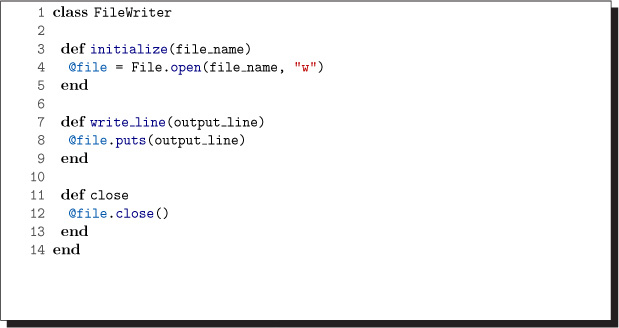 1 class FileWriter
2
3 def initialize(file_name)
4 @file = File.open(file_name, "w")
5 end
6
7 def write_line(output_line)
8 @file.puts(output_line)
9 end
10
11 def close
12 @file.close()
13 end
14 end